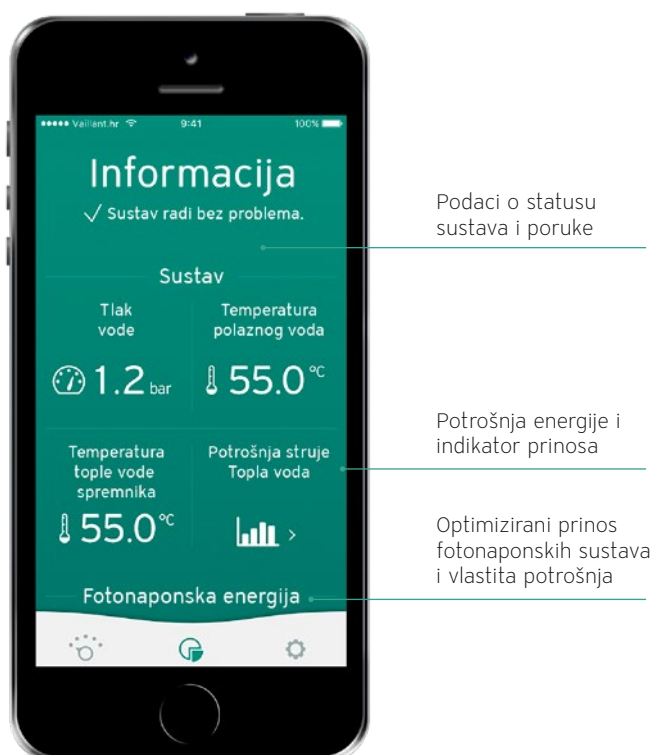 Vaillant.hr 9:41 100%
Informacija
✓ Sustav radi bez problema.
Sustav
Tlak
vode
Temperatura
polaznog voda
1.2 bar
55.0 °C
Temperatura
tople vode
spremnika
Potrošnja struje
Topla voda
55.0 °C
Fotonaponska energija
Podaci o statusu
sustava i poruke
Potrošnja energije i
indikator prinosa
Optimizirani prinos
fotonaponskih sustava
i vlastita potrošnja